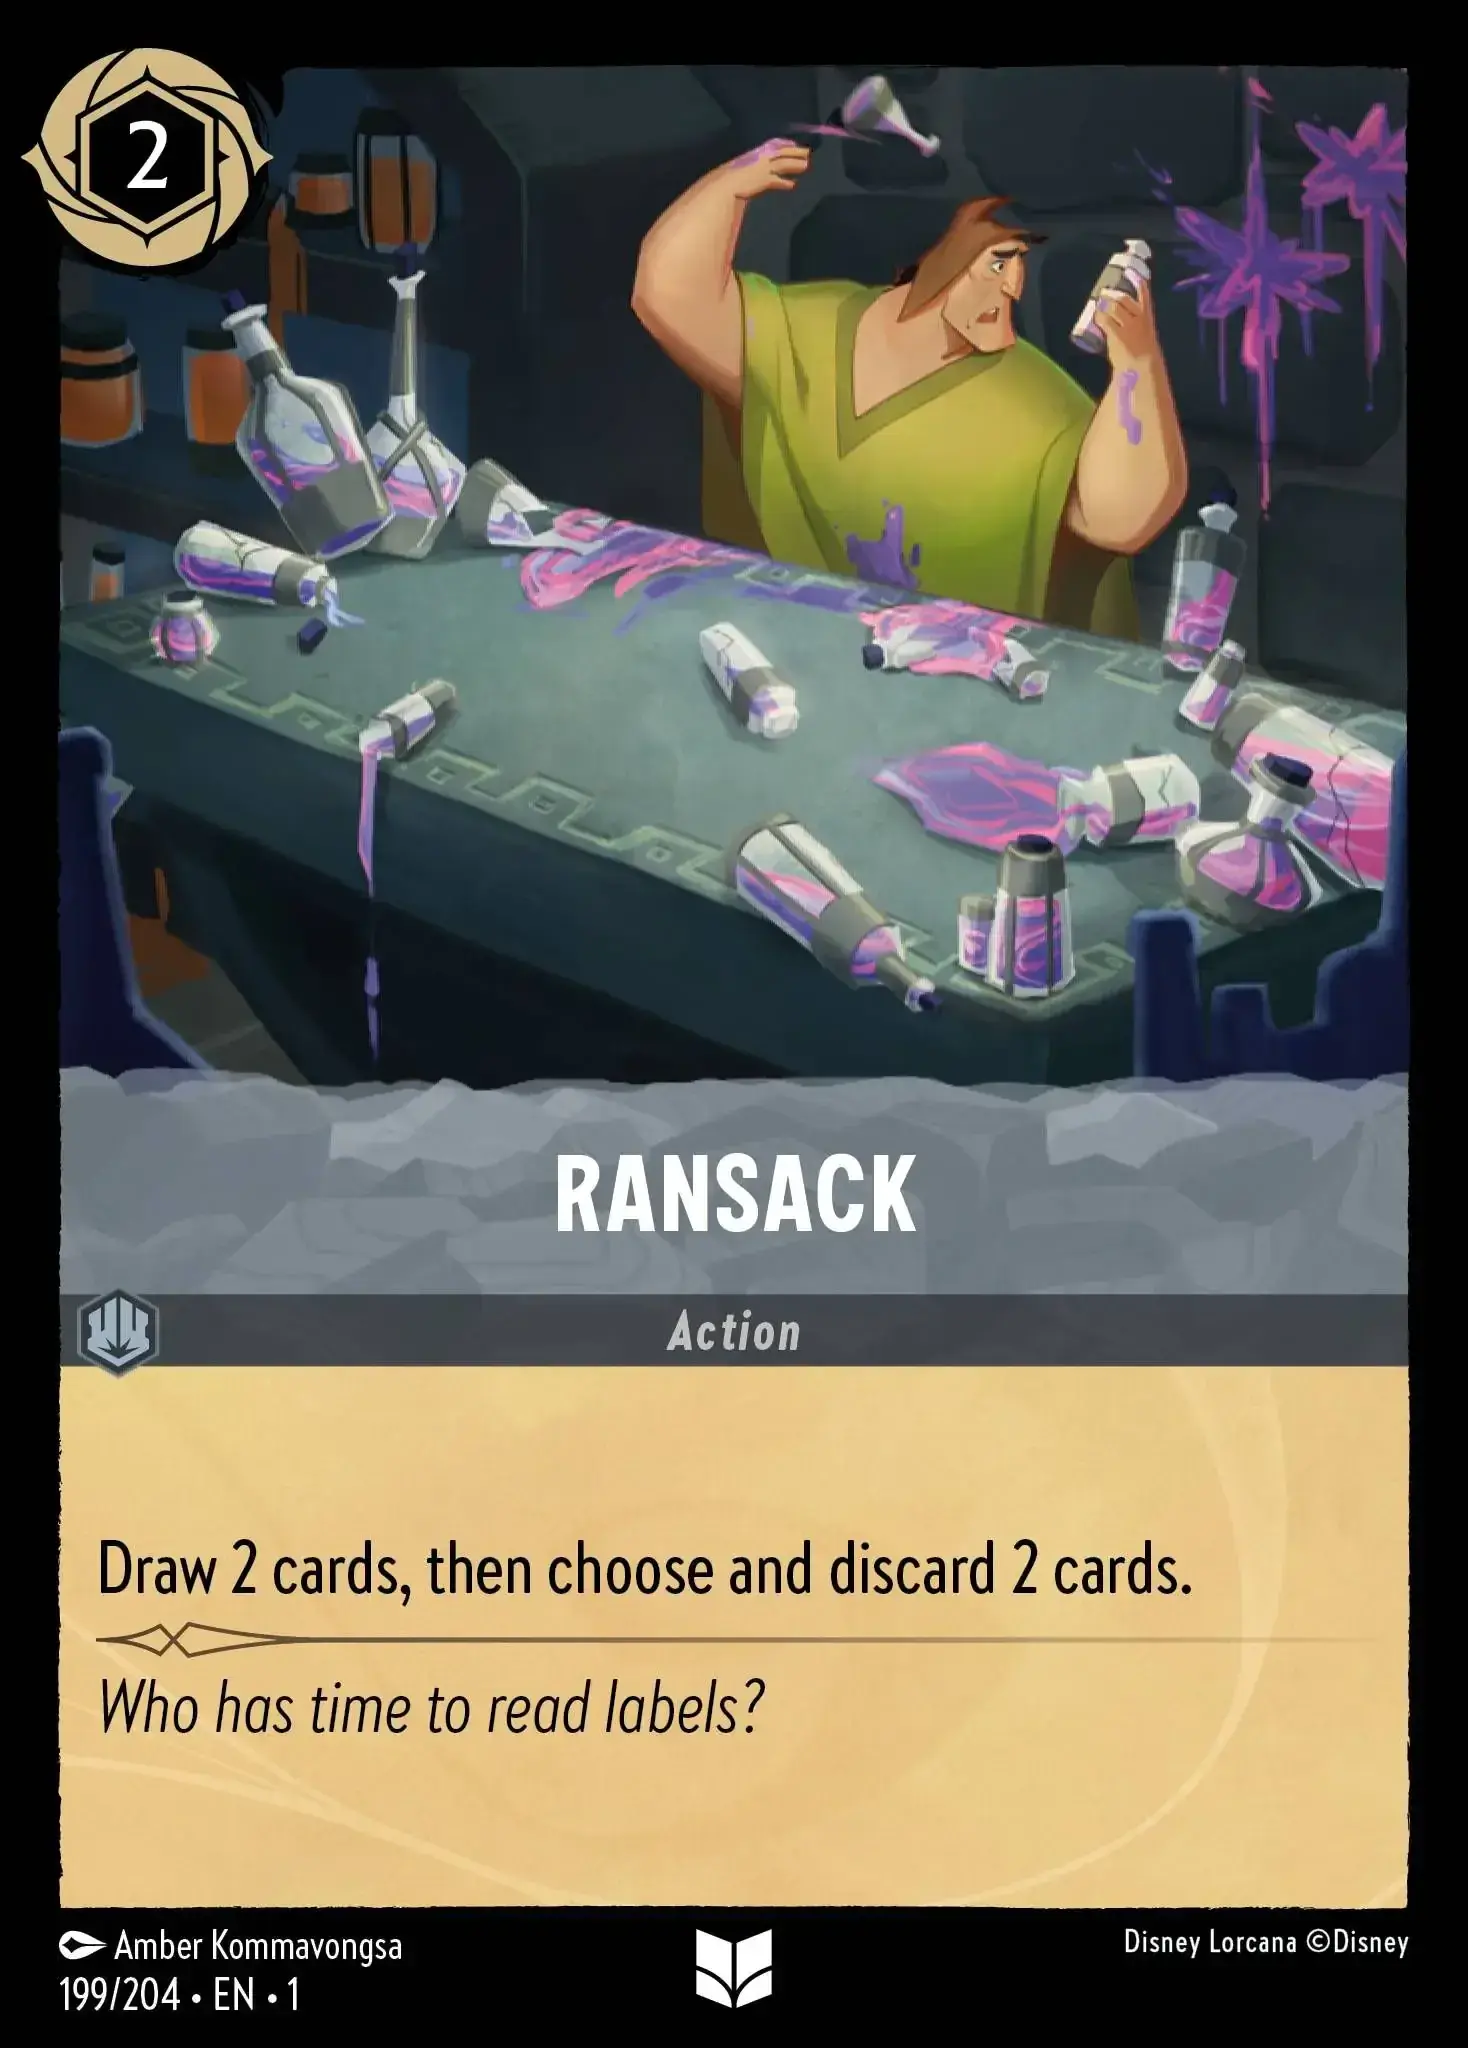 2
RANSACK
Action
Draw 2 cards, then choose and discard 2 cards.
Who has time to read labels?
Amber Kommavongsa
199/204 • EN • 1
Disney Lorcana ©Disney